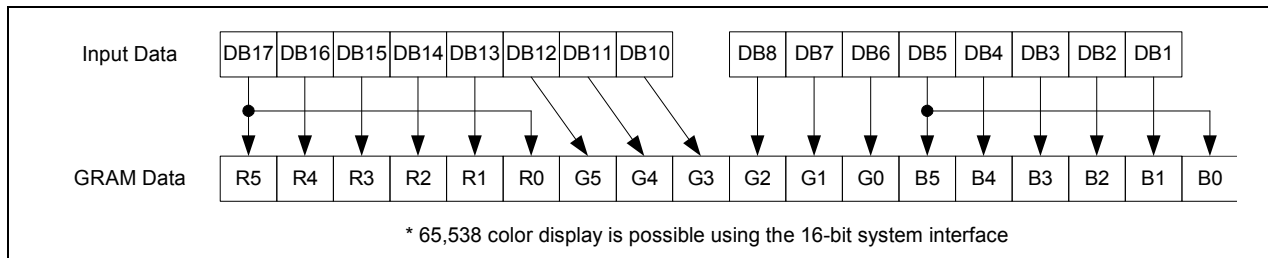 Input Data DB17 DB16 DB15 DB14 DB13 DB12 DB11 DB10 DB8 DB7 DB6 DB5 DB4 DB3 DB2 DB1
GRAM Data R5 R4 R3 R2 R1 R0 G5 G4 G3 G2 G1 G0 B5 B4 B3 B2 B1 B0
* 65,538 color display is possible using the 16-bit system interface